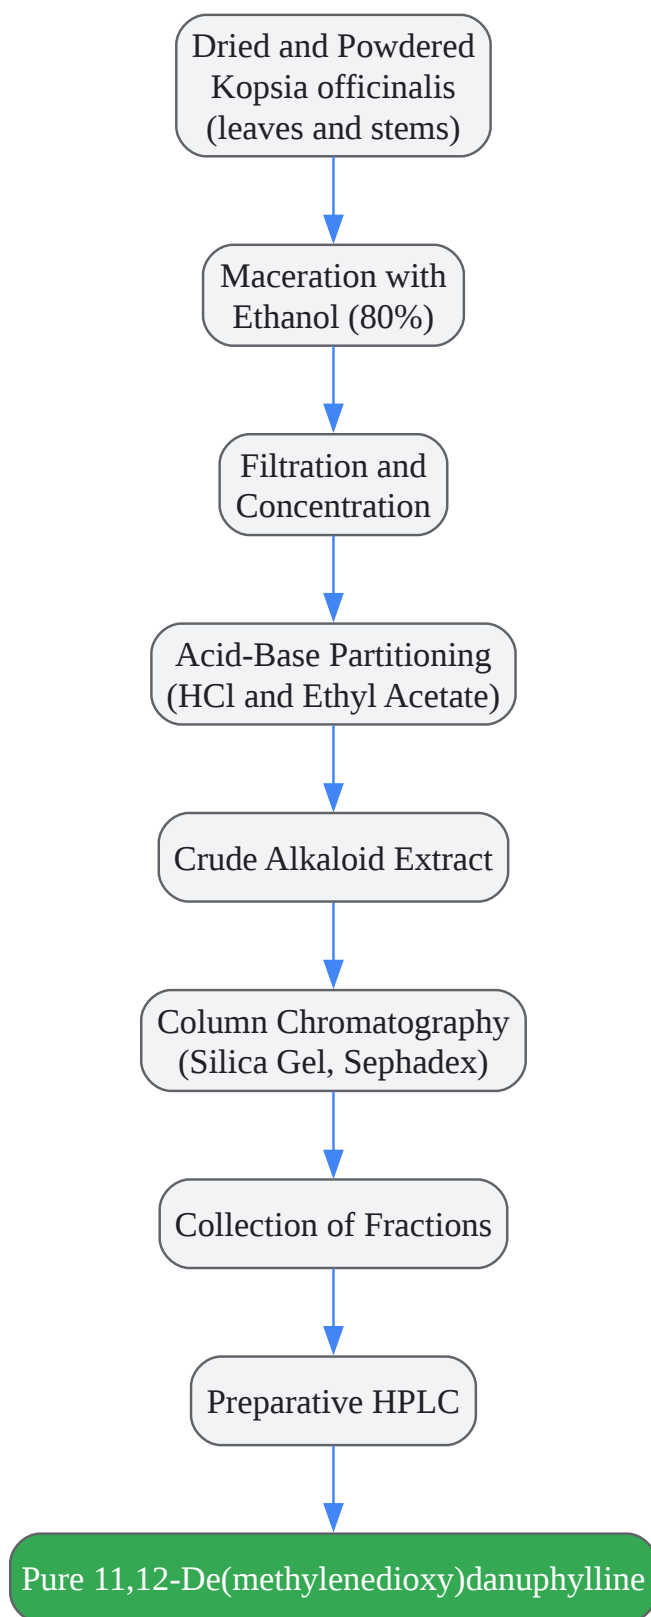 Dried and Powdered
Kopsia officinalis
(leaves and stems)
Maceration with
Ethanol (80%)
Filtration and
Concentration
Acid-Base Partitioning
(HCl and Ethyl Acetate)
Crude Alkaloid Extract
Column Chromatography
(Silica Gel, Sephadex)
Collection of Fractions
Preparative HPLC
Pure 11,12-De(methylenedioxy)danuphylline